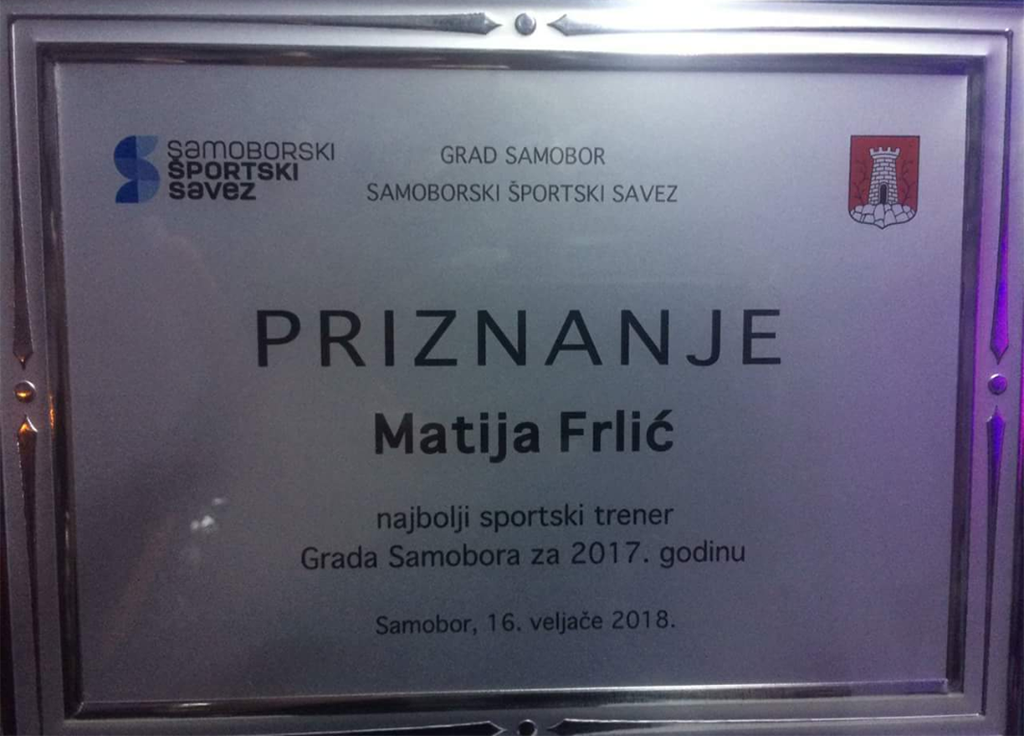 SAMOBORSKI
ŠPORTSKI
SAVEZ
GRAD SAMOBOR
SAMOBORSKI ŠPORTSKI SAVEZ
PRIZNANJE
Matija Frlić
najbolji sportski trener
Grada Samobora za 2017. godinu
Samobor, 16. veljače 2018.